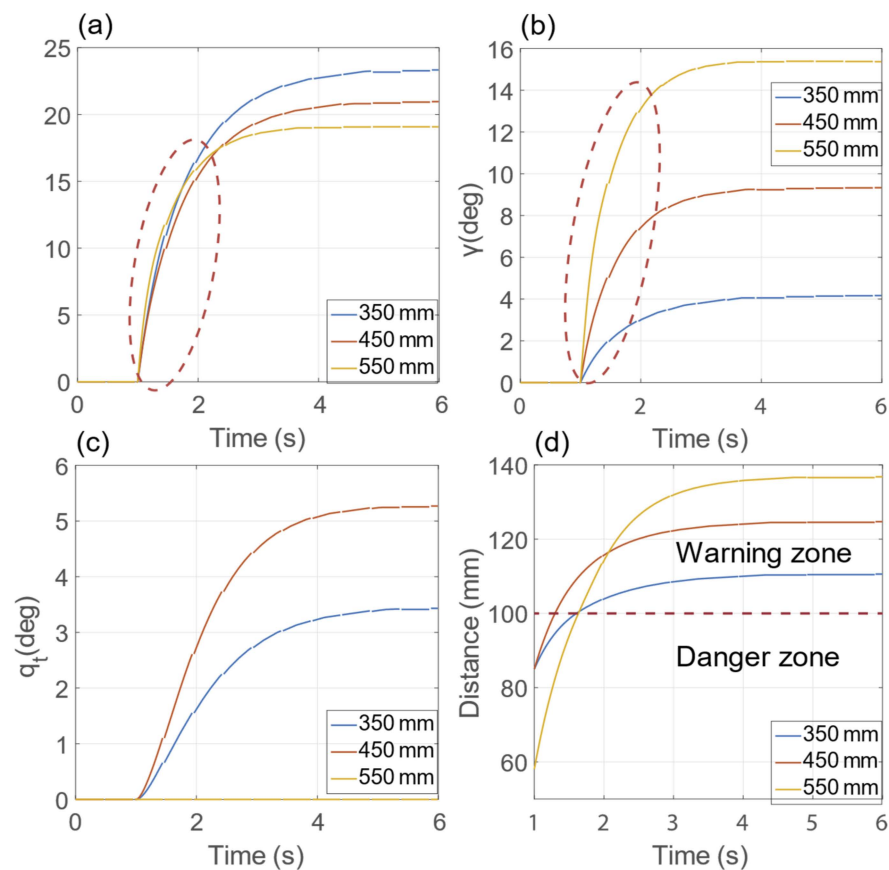 (a)
25
20
15
10
5
0
0
2
4
6
Time (s)
350 mm
450 mm
550 mm
(b)
16
14
12
10
8
6
4
2
0
γ(deg)
0
2
4
6
Time (s)
350 mm
450 mm
550 mm
(c)
6
5
4
3
2
1
0
qt(deg)
0
2
4
6
Time (s)
350 mm
450 mm
550 mm
(d)
140
120
100
80
60
Distance (mm)
Warning zone
Danger zone
1
2
3
4
5
6
Time (s)
350 mm
450 mm
550 mm